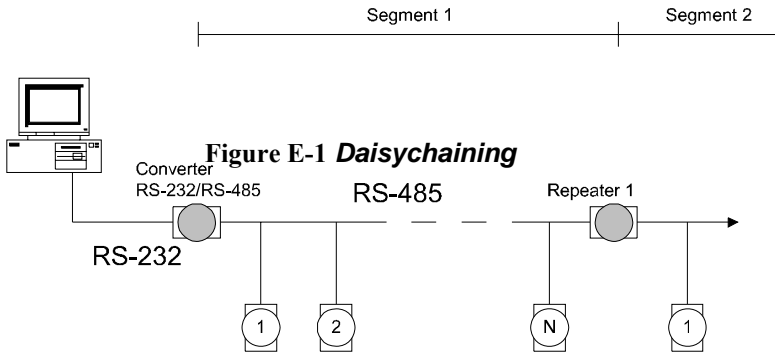 Segment 1
Segment 2
Figure E-1 Daisychaining
Converter
RS-232/RS-485
RS-485
Repeater 1
RS-232
1
2
N
1